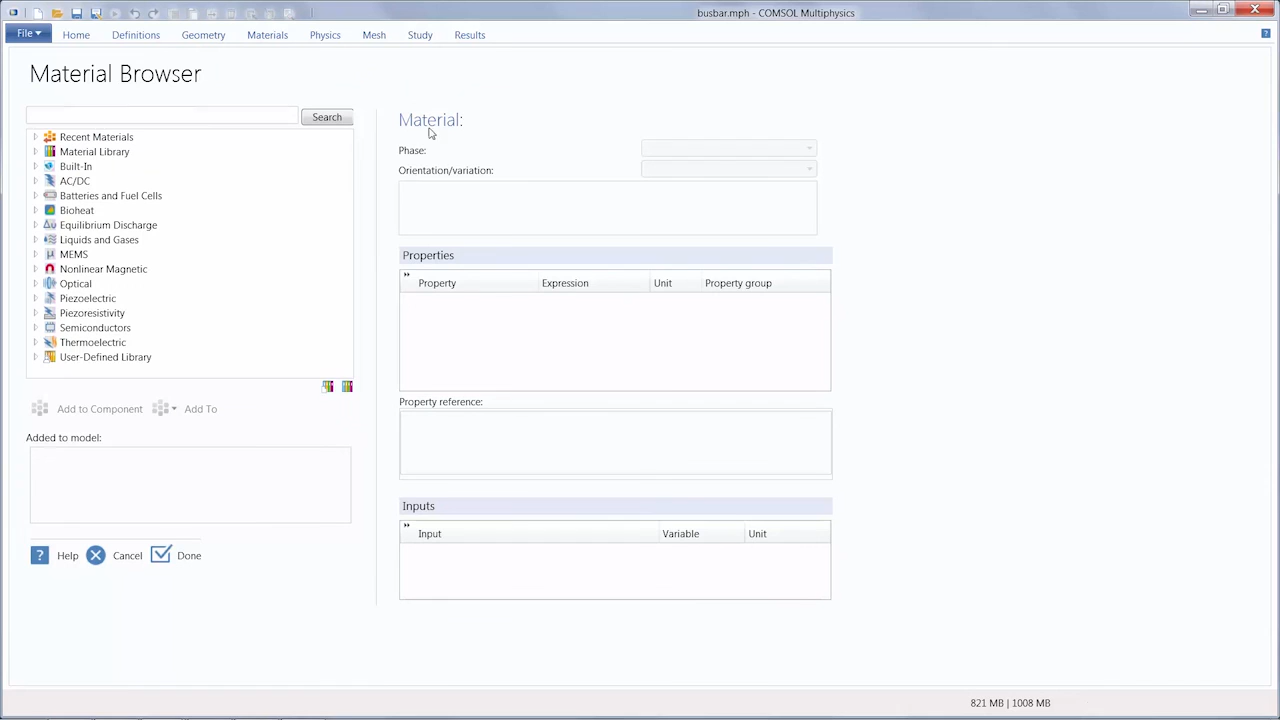 busbar.mph - COMSOL Multiphysics
File Home Definitions Geometry Materials Physics Mesh Study Results
Material Browser
Search
Recent Materials
Material Library
Built-In
AC/DC
Batteries and Fuel Cells
Bioheat
Equilibrium Discharge
Liquids and Gases
MEMS
Nonlinear Magnetic
Optical
Piezoelectric
Piezoresistivity
Semiconductors
Thermoelectric
User-Defined Library
Add to Component Add To
Added to model:
? Help Cancel Done
Material:
Phase:
Orientation/variation:
Properties
Property Expression Unit Property group
Property reference:
Inputs
Input Variable Unit
821 MB | 1008 MB